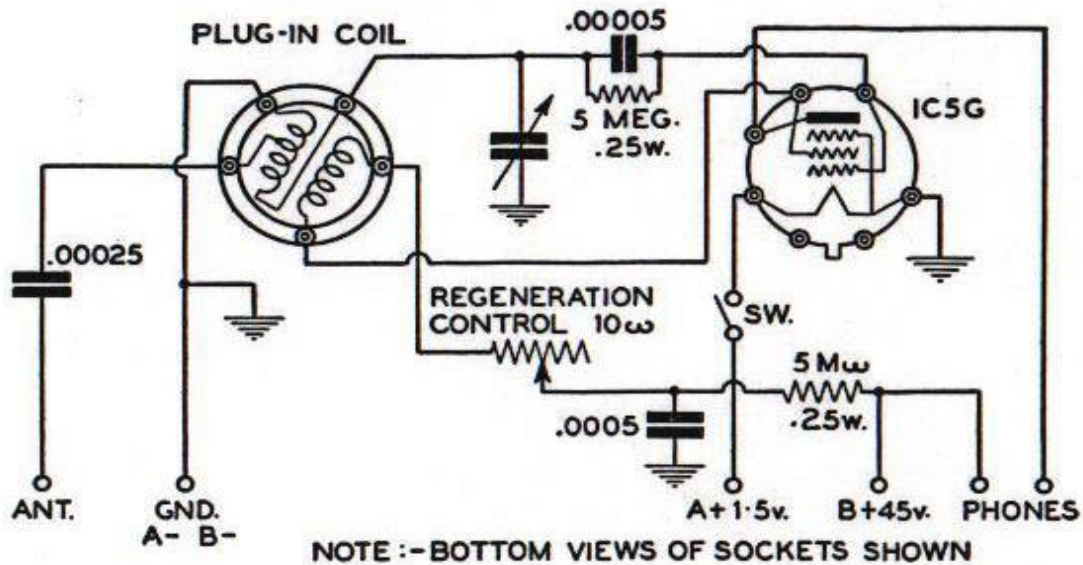 .00005
PLUG-IN COIL
IC5G
5 MEG.
.25w.
.00025
REGENERATION
CONTROL 10ω
SW.
5 Mω
.25w.
.0005
ANT.
GND.
A- B-
A+1·5v.
B+45v.
PHONES
NOTE:-BOTTOM VIEWS OF SOCKETS SHOWN